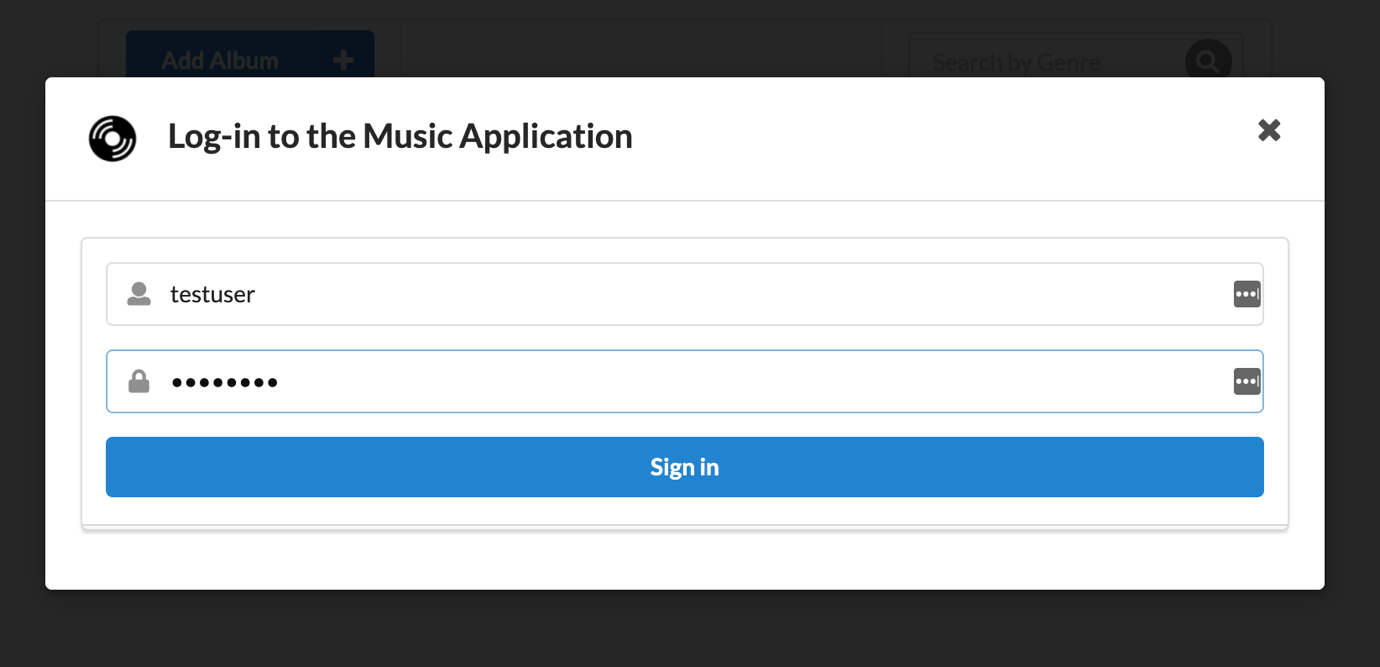 Add Album
Search by Genre
Log-in to the Music Application
testuser
••••••••
Sign in